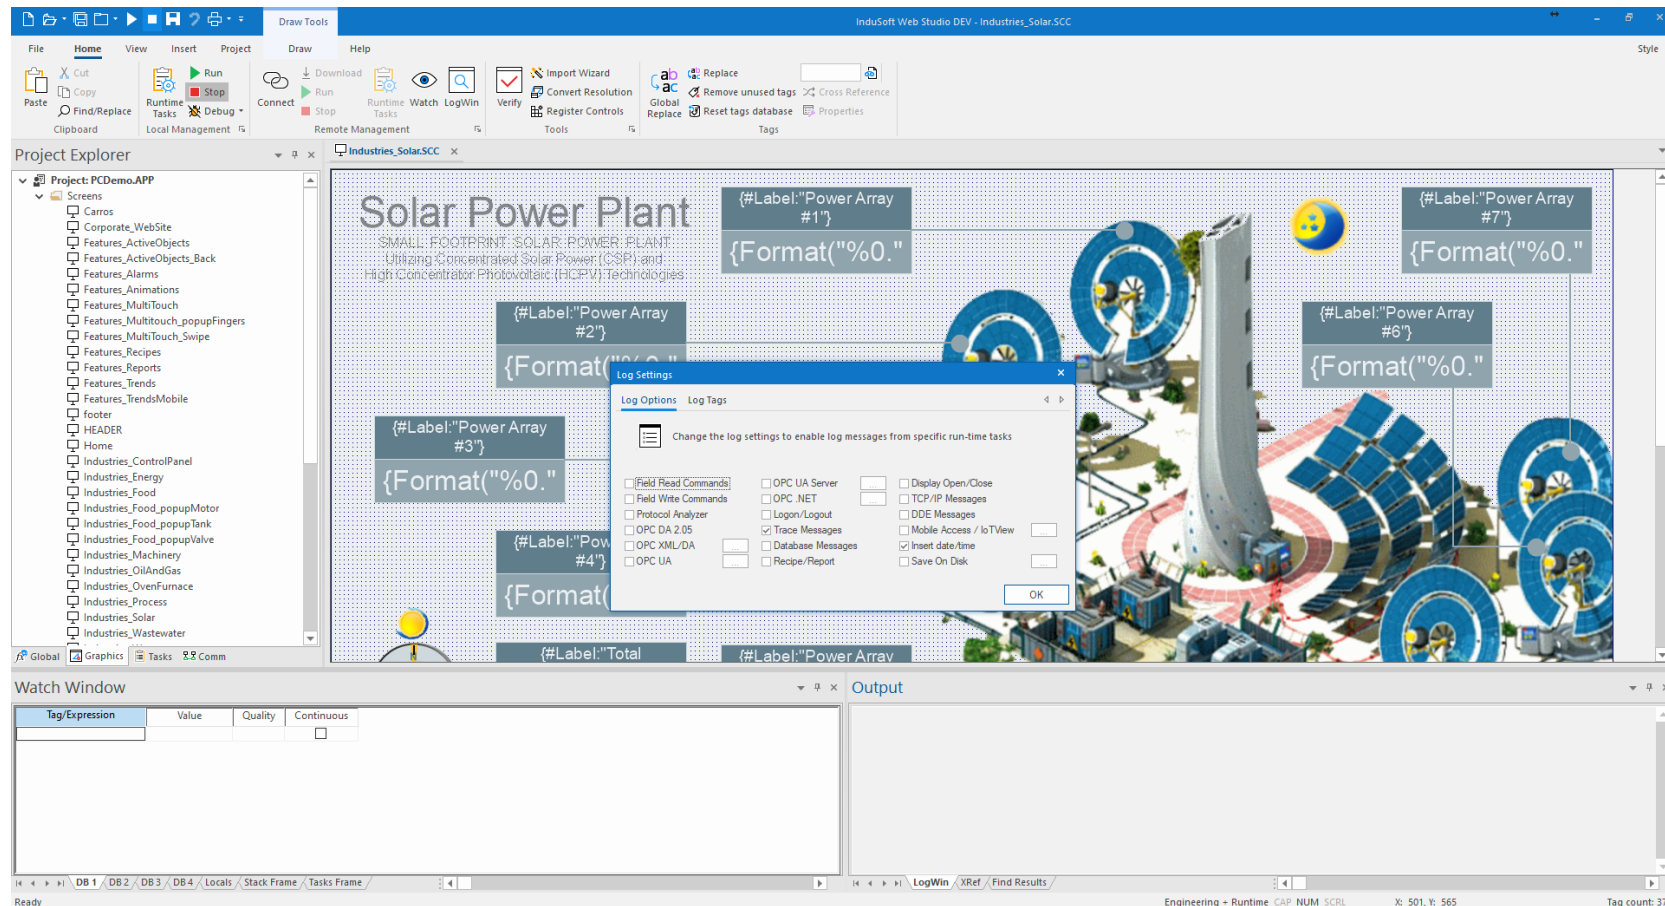 Draw Tools
InduSoft Web Studio DEV - Industries_Solar.SCC
File Home View Insert Project Draw Help Style
Paste
Cut
Copy
Find/Replace
Clipboard
Runtime Tasks
Run
Stop
Debug
Local Management
Connect
Download
Run
Stop
Runtime Tasks
Watch
LogWin
Remote Management
Verify
Import Wizard
Convert Resolution
Register Controls
Tools
Global Replace
Replace
Remove unused tags
Reset tags database
Cross Reference
Properties
Tags
Project Explorer
Project: PCDemo.APP
Screens
Carros
Corporate_WebSite
Features_ActiveObjects
Features_ActiveObjects_Back
Features_Alarms
Features_Animations
Features_MultiTouch
Features_Multitouch_popupFingers
Features_MultiTouch_Swipe
Features_Recipes
Features_Reports
Features_Trends
Features_TrendsMobile
footer
HEADER
Home
Industries_ControlPanel
Industries_Energy
Industries_Food
Industries_Food_popupMotor
Industries_Food_popupTank
Industries_Food_popupValve
Industries_Machinery
Industries_OilAndGas
Industries_OvenFurnace
Industries_Process
Industries_Solar
Industries_Wastewater
Global Graphics Tasks Comm
Industries_Solar.SCC
Solar Power Plant
SMALL FOOTPRINT SOLAR POWER PLANT
Utilizing Concentrated Solar Power (CSP) and
High Concentrator Photovoltaic (HCPV) Technologies
{#Label:"Power Array
#1"}
{Format("%0."
{#Label:"Power Array
#7"}
{Format("%0."
{#Label:"Power Array
#2"}
{Format("%0."
{#Label:"Power Array
#6"}
{Format("%0."
{#Label:"Power Array
#3"}
{Format("%0."
{#Label:"Pow
#4"}
{Format(
{#Label:"Total
{#Label:"Power Array
N
Log Settings
Log Options Log Tags
Change the log settings to enable log messages from specific run-time tasks
Field Read Commands
Field Write Commands
Protocol Analyzer
OPC DA 2.05
OPC XML/DA ...
OPC UA ...
OPC UA Server ...
OPC .NET ...
Logon/Logout
Trace Messages
Database Messages
Recipe/Report
Display Open/Close
TCP/IP Messages
DDE Messages
Mobile Access / IoTView ...
Insert date/time
Save On Disk ...
OK
Watch Window
Tag/Expression Value Quality Continuous
DB 1 DB 2 DB 3 DB 4 Locals Stack Frame Tasks Frame
Output
LogWin XRef Find Results
Ready
Engineering + Runtime CAP NUM SCRL X: 501, Y: 565 Tag count: 37